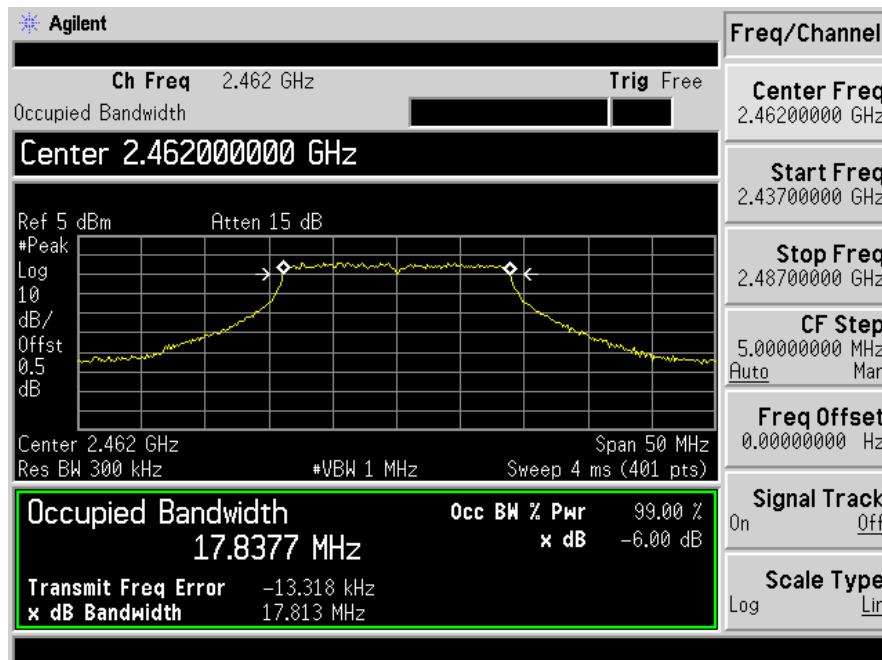 Agilent
Freq/Channel
Ch Freq 2.462 GHz Trig Free
Occupied Bandwidth
Center 2.462000000 GHz
Ref 5 dBm Atten 15 dB
#Peak
Log
10
dB/
Offst
0.5
dB
Center 2.462 GHz Span 50 MHz
Res BW 300 kHz #VBW 1 MHz Sweep 4 ms (401 pts)
Occupied Bandwidth
17.8377 MHz
Occ BW % Pwr 99.00 %
x dB -6.00 dB
Transmit Freq Error -13.318 kHz
x dB Bandwidth 17.813 MHz
Center Freq
2.46200000 GHz
Start Freq
2.43700000 GHz
Stop Freq
2.48700000 GHz
CF Step
5.00000000 MHz
Auto Man
Freq Offset
0.00000000 Hz
Signal Track
On Off
Scale Type
Log Lin